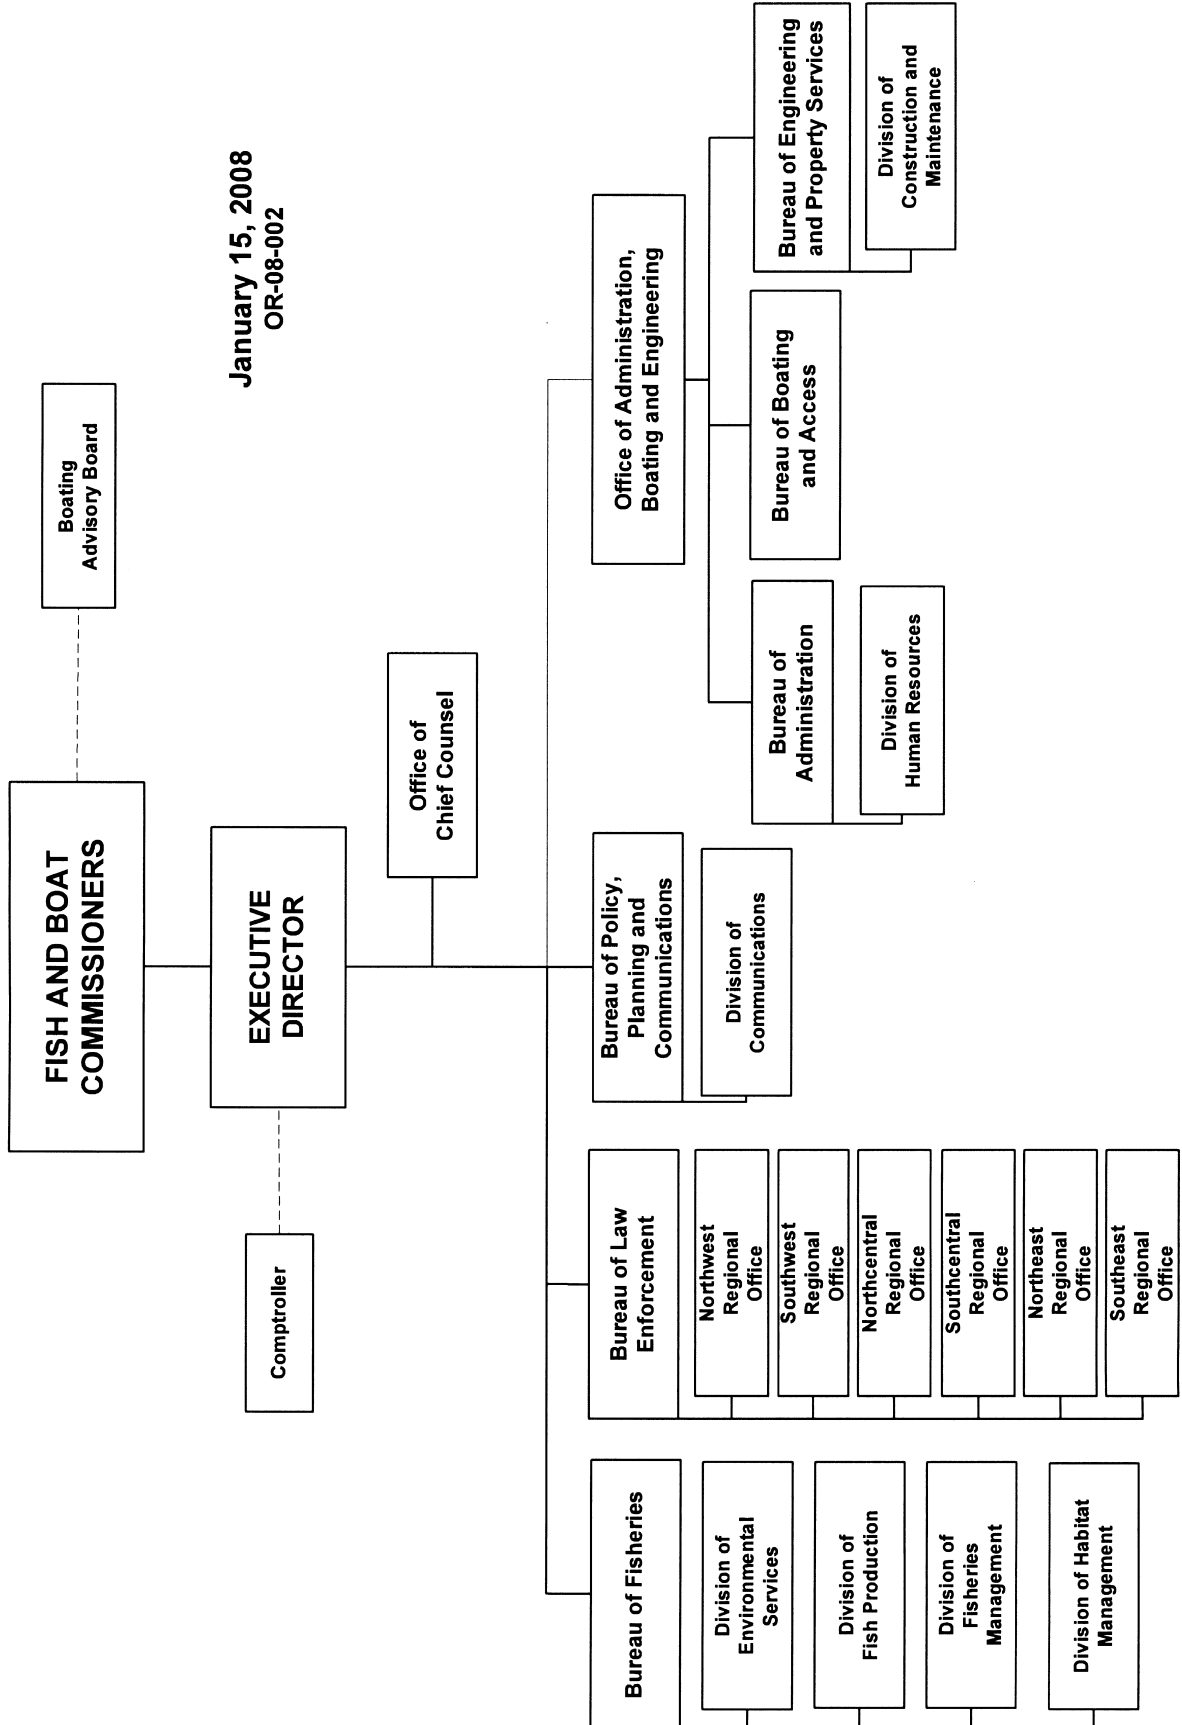 January 15, 2008
OR-08-002
FISH AND BOAT
COMMISSIONERS
Boating
Advisory Board
EXECUTIVE
DIRECTOR
Comptroller
Office of
Chief Counsel
Bureau of Fisheries
Division of
Environmental
Services
Division of
Fish Production
Division of
Fisheries
Management
Division of Habitat
Management
Bureau of Law
Enforcement
Northwest
Regional
Office
Southwest
Regional
Office
Northcentral
Regional
Office
Southcentral
Regional
Office
Northeast
Regional
Office
Southeast
Regional
Office
Bureau of Policy,
Planning and
Communications
Division of
Communications
Office of Administration,
Boating and Engineering
Bureau of
Administration
Division of
Human Resources
Bureau of Boating
and Access
Bureau of Engineering
and Property Services
Division of
Construction and
Maintenance